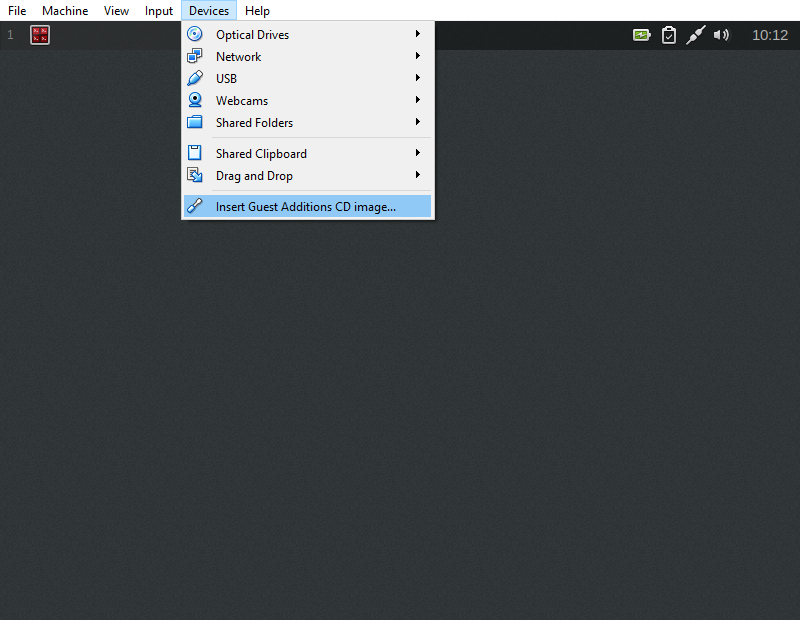 File Machine View Input Devices Help
1 10:12
Optical Drives
Network
USB
Webcams
Shared Folders
Shared Clipboard
Drag and Drop
Insert Guest Additions CD image...